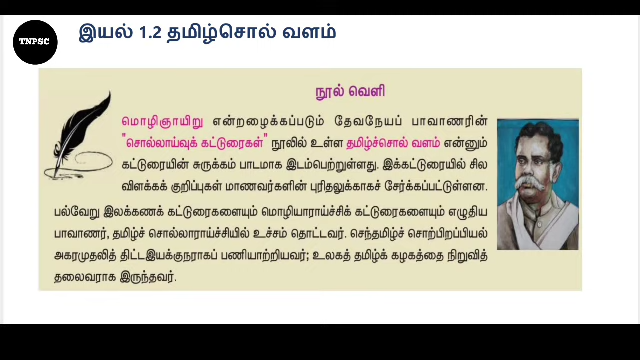 TNPSC
இயல் 1.2 தமிழ்சொல் வளம்
நூல் வெளி
மொழிஞாயிறு என்றழைக்கப்படும் தேவநேயப் பாவாணரின்
"சொல்லாய்வுக் கட்டுரைகள்" நூலில் உள்ள தமிழ்ச்சொல் வளம் என்னும்
கட்டுரையின் சுருக்கம் பாடமாக இடம்பெற்றுள்ளது. இக்கட்டுரையில் சில
விளக்கக் குறிப்புகள் மாணவர்களின் புரிதலுக்காகச் சேர்க்கப்பட்டுள்ளன.
பல்வேறு இலக்கணக் கட்டுரைகளையும் மொழியாராய்ச்சிக் கட்டுரைகளையும் எழுதிய
பாவாணர், தமிழ்ச் சொல்லாராய்ச்சியில் உச்சம் தொட்டவர். செந்தமிழ்ச் சொற்பிறப்பியல்
அகரமுதலித் திட்டஇயக்குநராகப் பணியாற்றியவர்; உலகத் தமிழ்க் கழகத்தை நிறுவித்
தலைவராக இருந்தவர்.